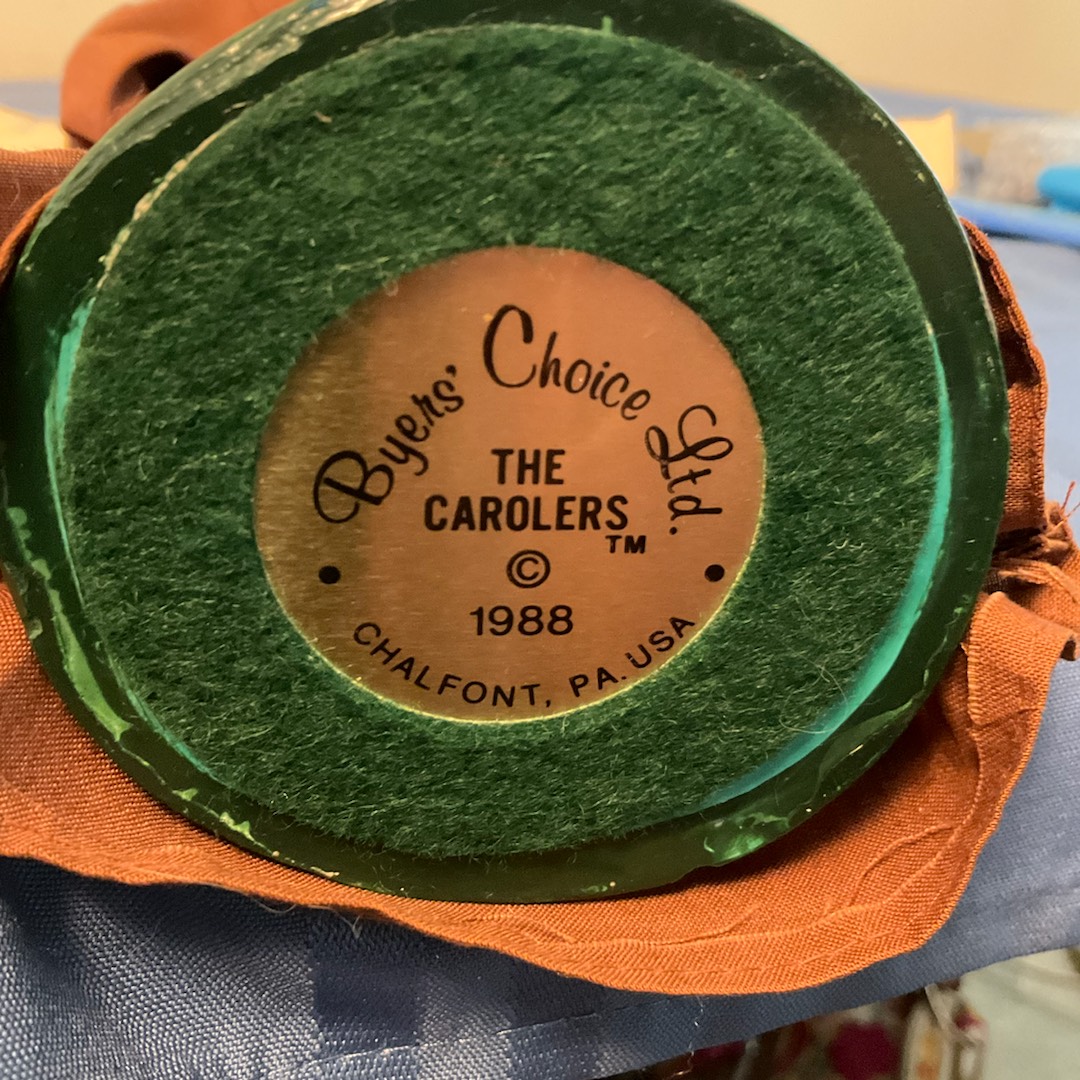 Byers' Choice Ltd.
THE
CAROLERS
TM
©
1988
CHALFONT, PA. USA